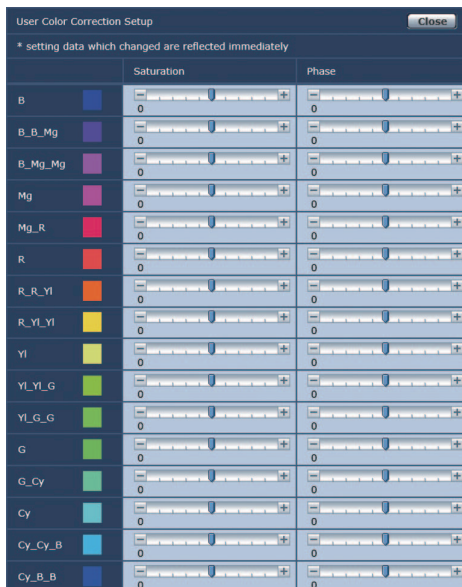 User Color Correction Setup Close
* setting data which changed are reflected immediately
Saturation Phase
B − + − +
0 0
B_B_Mg − + − +
0 0
B_Mg_Mg − + − +
0 0
Mg − + − +
0 0
Mg_R − + − +
0 0
R − + − +
0 0
R_R_Yl − + − +
0 0
R_Yl_Yl − + − +
0 0
Yl − + − +
0 0
Yl_Yl_G − + − +
0 0
Yl_G_G − + − +
0 0
G − + − +
0 0
G_Cy − + − +
0 0
Cy − + − +
0 0
Cy_Cy_B − + − +
0 0
Cy_B_B − + − +
0 0